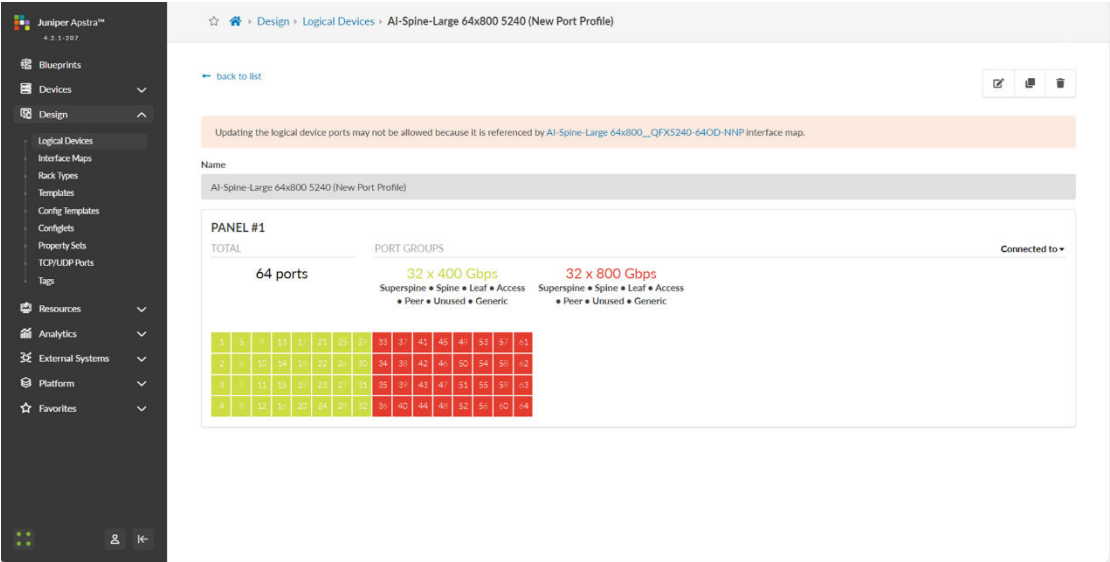 Juniper Apstra™
4.2.1-207
Design › Logical Devices › AI-Spine-Large 64x800 5240 (New Port Profile)
Blueprints
Devices
Design
Logical Devices
Interface Maps
Rack Types
Templates
Config Templates
Configlets
Property Sets
TCP/UDP Ports
Tags
Resources
Analytics
External Systems
Platform
Favorites
← back to list
Updating the logical device ports may not be allowed because it is referenced by AI-Spine-Large 64x800__QFX5240-64OD-NNP interface map.
Name
AI-Spine-Large 64x800 5240 (New Port Profile)
PANEL #1
TOTAL
PORT GROUPS
Connected to
64 ports
32 x 400 Gbps
Superspine ● Spine ● Leaf ● Access
● Peer ● Unused ● Generic
32 x 800 Gbps
Superspine ● Spine ● Leaf ● Access
● Peer ● Unused ● Generic
1 5 9 13 17 21 25 29 33 37 41 45 49 53 57 61
2 6 10 14 18 22 26 30 34 38 42 46 50 54 58 62
3 7 11 15 19 23 27 31 35 39 43 47 51 55 59 63
4 8 12 16 20 24 28 32 36 40 44 48 52 56 60 64